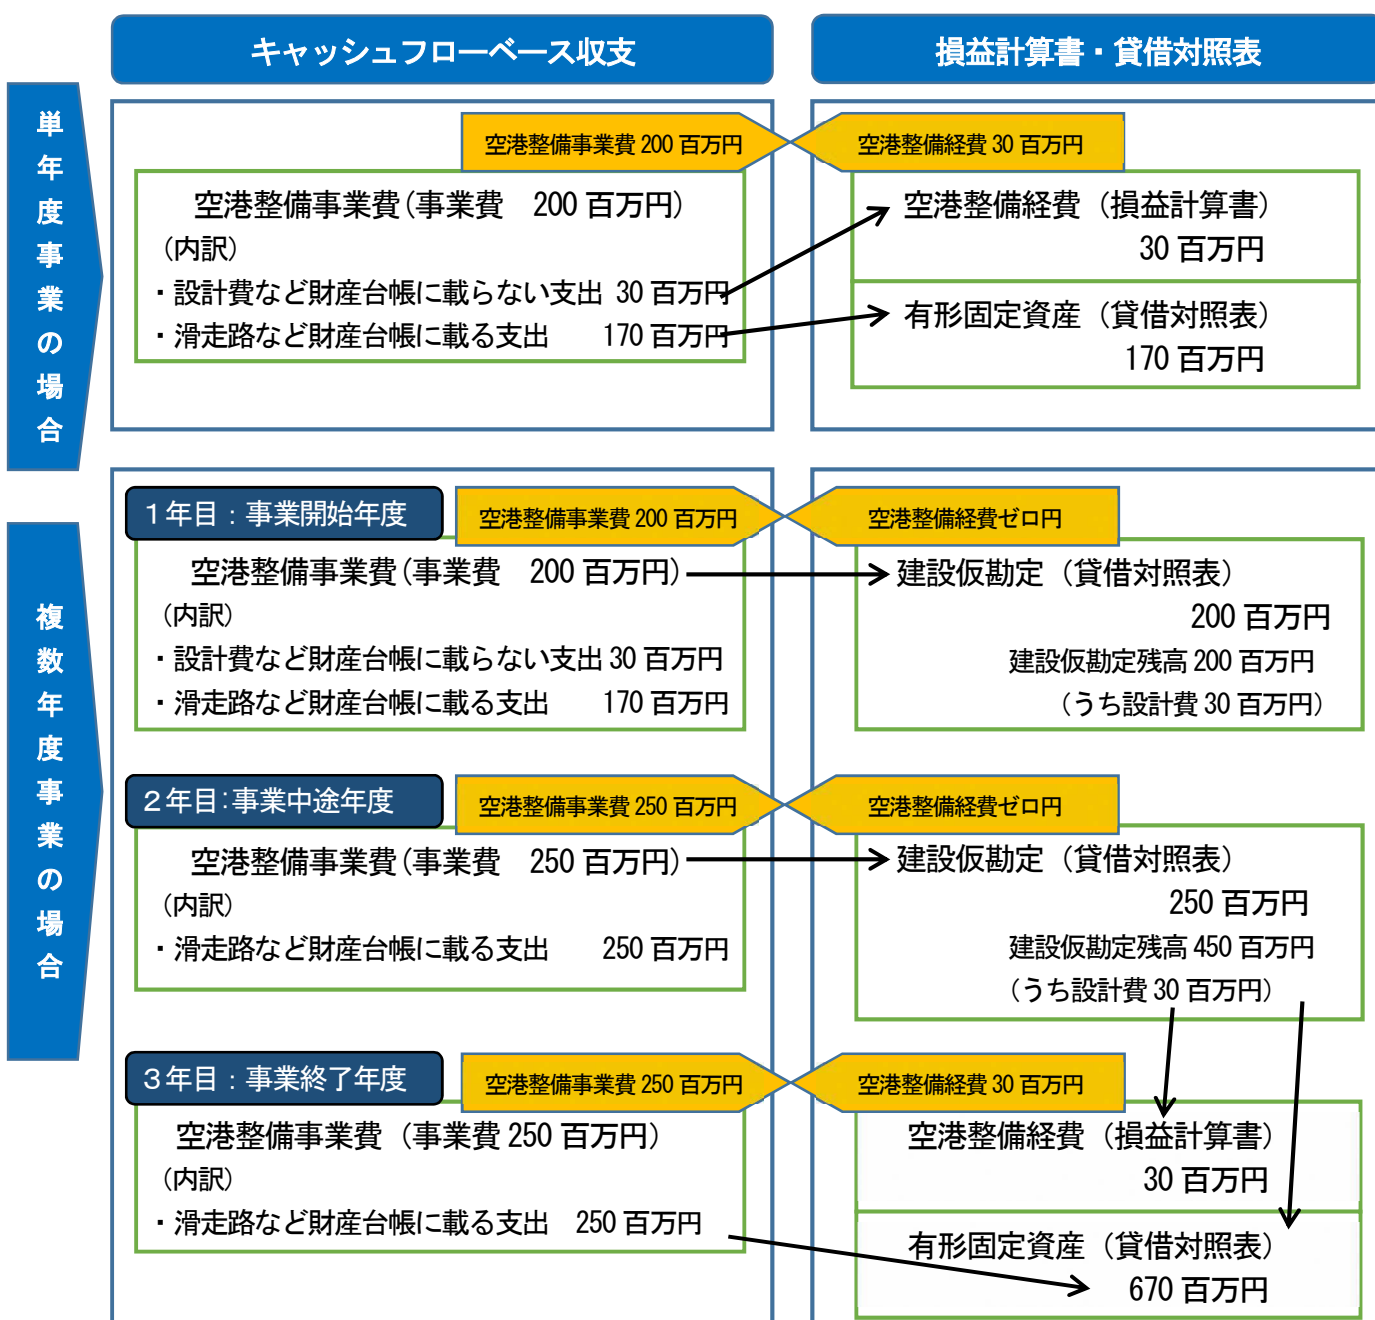 キャッシュフローベース収支
損益計算書・貸借対照表
単年度事業の場合
空港整備事業費 200 百万円
空港整備経費 30 百万円
空港整備事業費(事業費　200 百万円)
(内訳)
・設計費など財産台帳に載らない支出 30 百万円
・滑走路など財産台帳に載る支出　170 百万円
空港整備経費（損益計算書）
30 百万円
有形固定資産（貸借対照表）
170 百万円
複数年度事業の場合
１年目：事業開始年度
空港整備事業費 200 百万円
空港整備経費ゼロ円
空港整備事業費(事業費　200 百万円)
(内訳)
・設計費など財産台帳に載らない支出 30 百万円
・滑走路など財産台帳に載る支出　170 百万円
建設仮勘定（貸借対照表）
200 百万円
建設仮勘定残高 200 百万円
（うち設計費 30 百万円）
２年目:事業中途年度
空港整備事業費 250 百万円
空港整備経費ゼロ円
空港整備事業費(事業費　250 百万円)
(内訳)
・滑走路など財産台帳に載る支出　250 百万円
建設仮勘定（貸借対照表）
250 百万円
建設仮勘定残高 450 百万円
（うち設計費 30 百万円）
３年目：事業終了年度
空港整備事業費 250 百万円
空港整備経費 30 百万円
空港整備事業費（事業費 250 百万円）
(内訳)
・滑走路など財産台帳に載る支出　250 百万円
空港整備経費（損益計算書）
30 百万円
有形固定資産（貸借対照表）
670 百万円